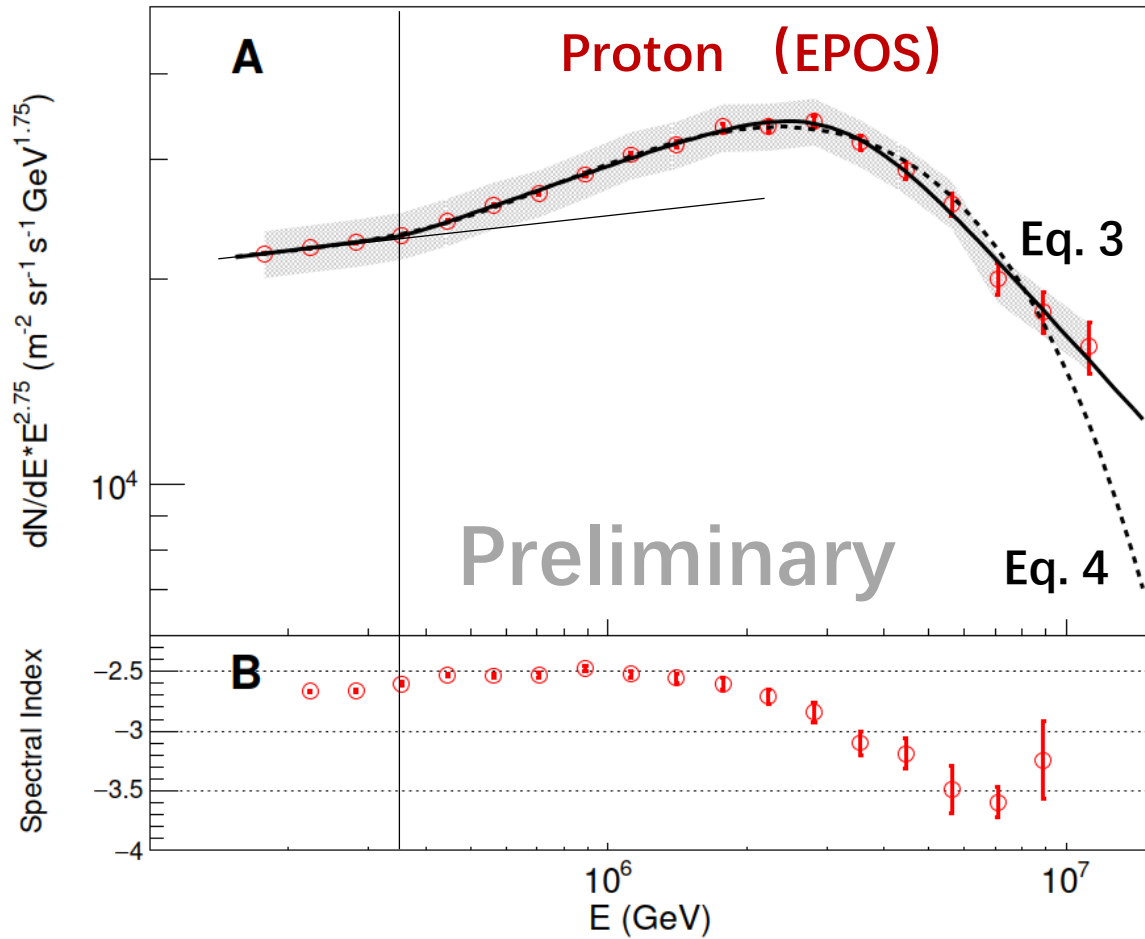 A
Proton (EPOS)
dN/dE*E^2.75 (m^-2 sr^-1 s^-1 GeV^1.75)
10^4
Eq. 3
Eq. 4
Preliminary
B
Spectral Index
−2.5
−3
−3.5
−4
10^6
10^7
E (GeV)